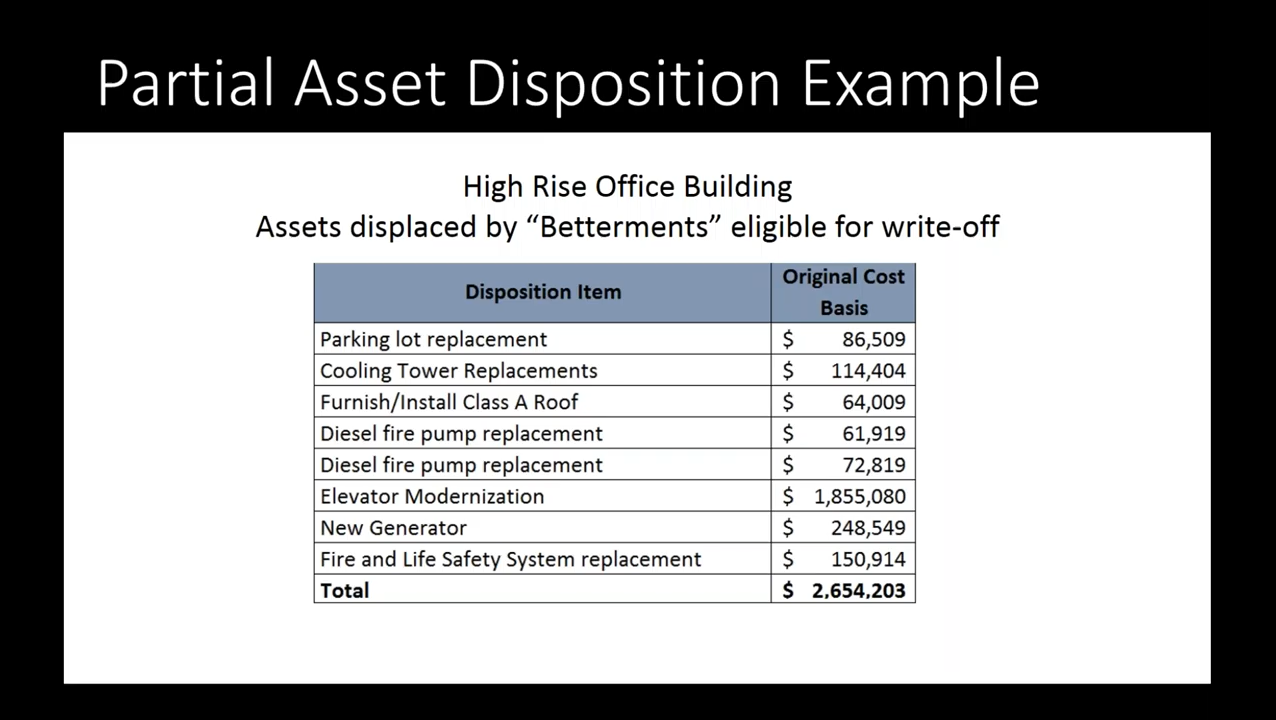 Partial Asset Disposition Example
High Rise Office Building
Assets displaced by “Betterments” eligible for write-off
Disposition Item Original Cost Basis
Parking lot replacement $ 86,509
Cooling Tower Replacements $ 114,404
Furnish/Install Class A Roof $ 64,009
Diesel fire pump replacement $ 61,919
Diesel fire pump replacement $ 72,819
Elevator Modernization $ 1,855,080
New Generator $ 248,549
Fire and Life Safety System replacement $ 150,914
Total $ 2,654,203